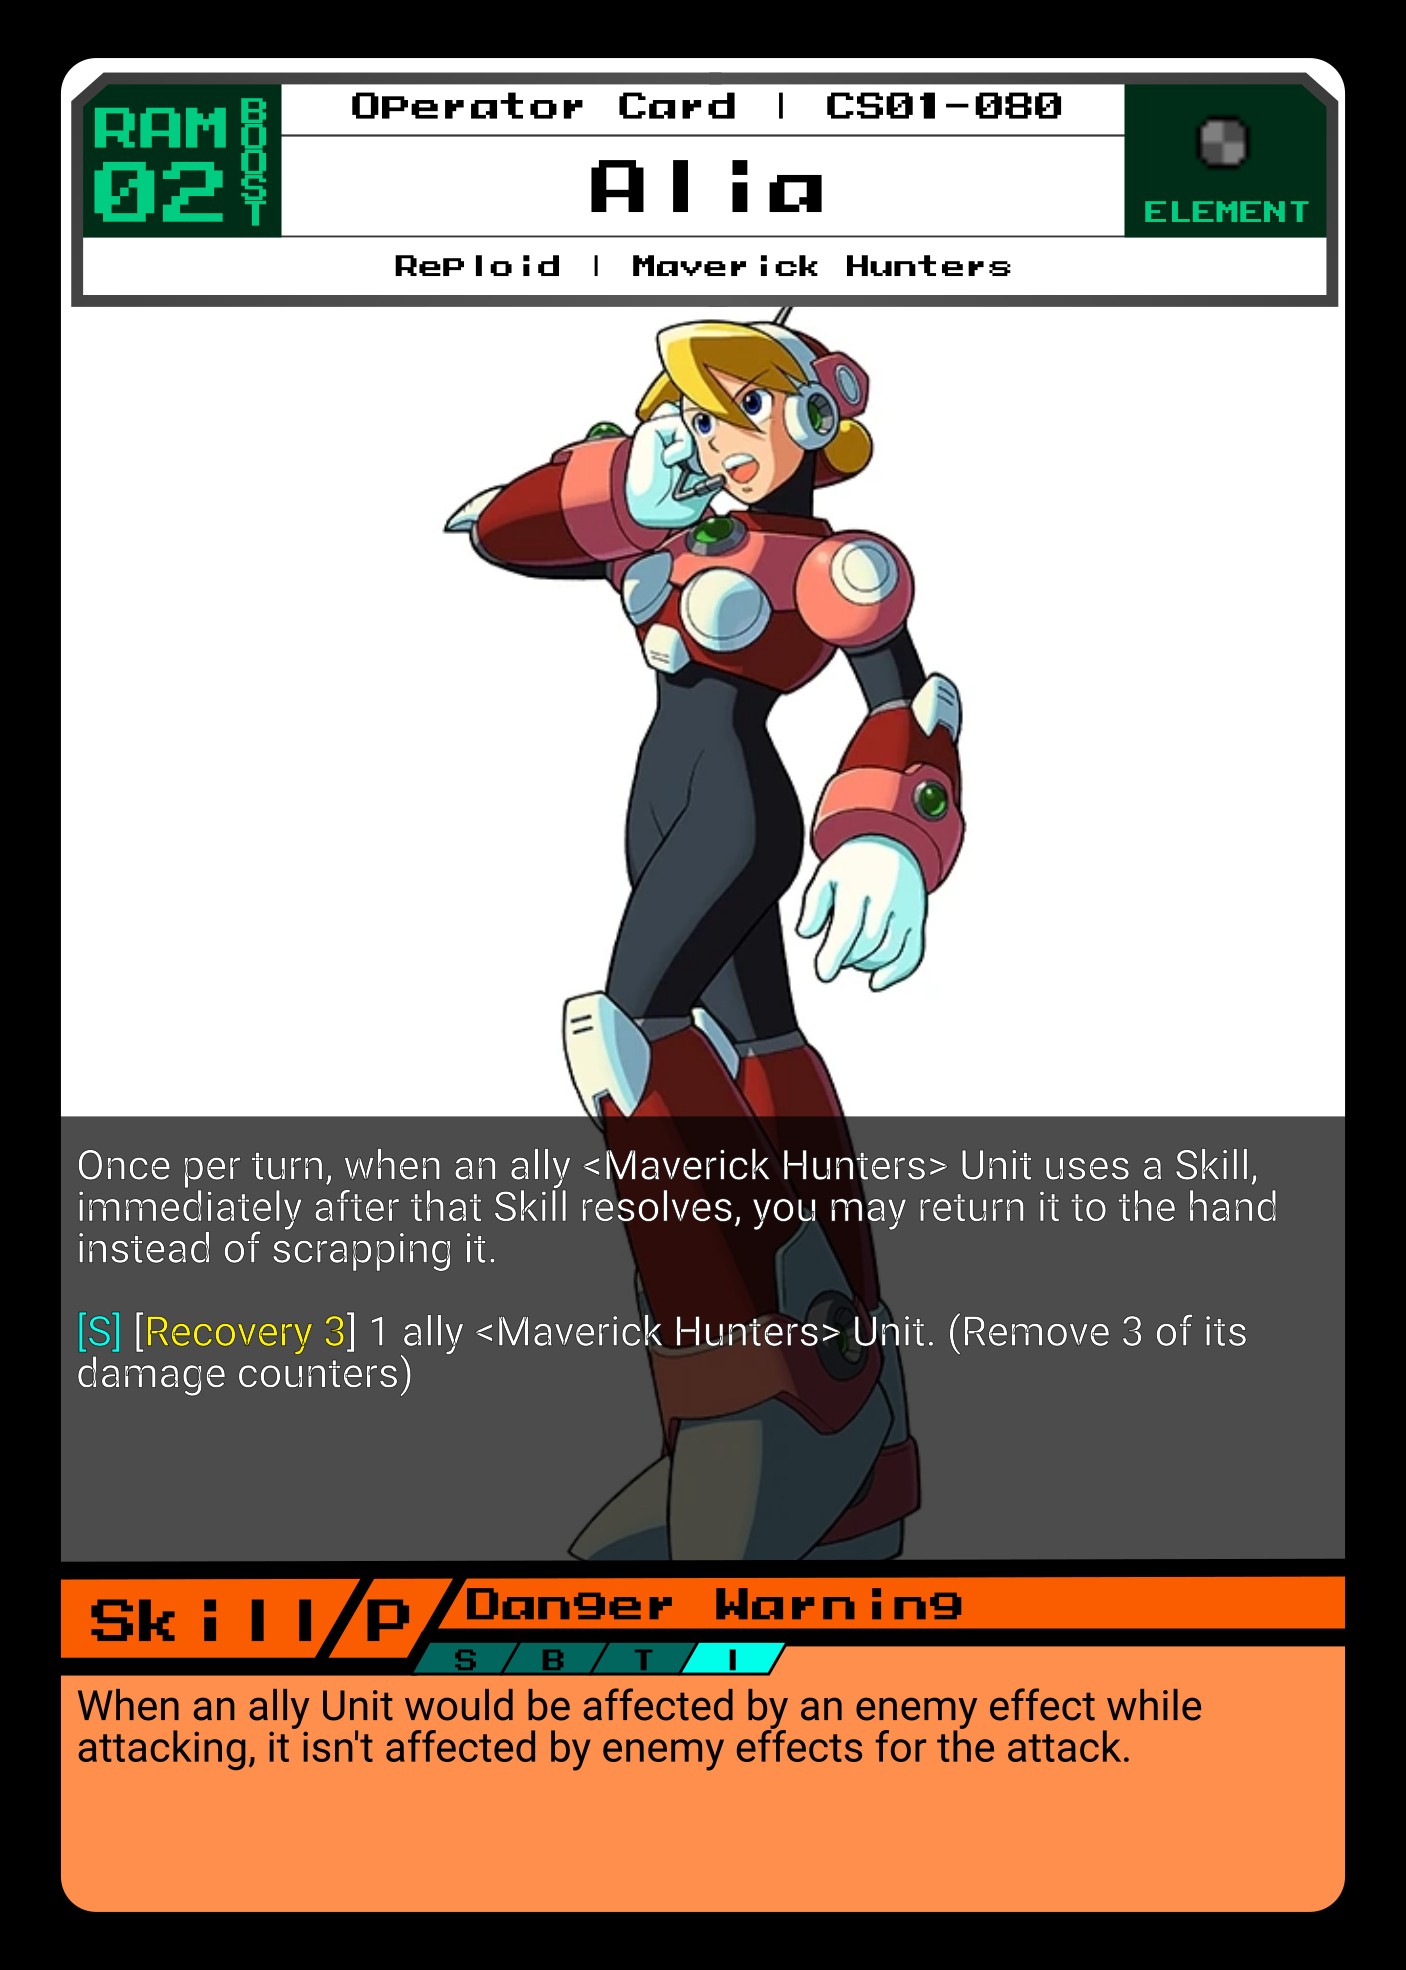 RAM
02
BOOST
Operator Card | CS01-080
Alia
ELEMENT
Reploid | Maverick Hunters
Once per turn, when an ally <Maverick Hunters> Unit uses a Skill,
immediately after that Skill resolves, you may return it to the hand
instead of scrapping it.
[S] [Recovery 3] 1 ally <Maverick Hunters> Unit. (Remove 3 of its
damage counters)
Skill/P/Danger Warning
S / B / T / I
When an ally Unit would be affected by an enemy effect while
attacking, it isn't affected by enemy effects for the attack.